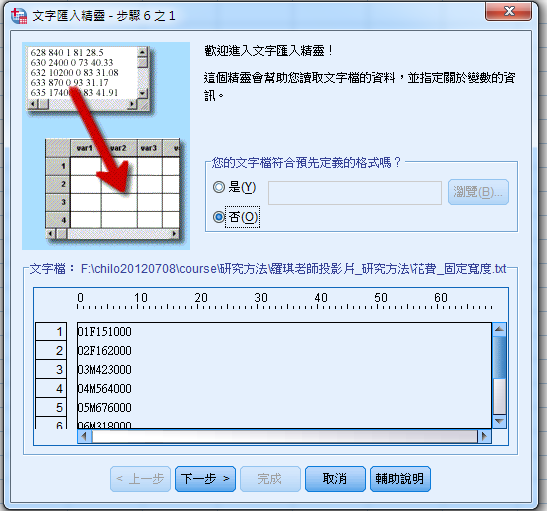 文字匯入精靈 - 步驟 6 之 1
628 840 1 81 28.5
630 2400 0 73 40.33
632 10200 0 83 31.08
633 870 0 93 31.17
635 1740 0 83 41.91
var1 var2 var3
1
2
3
4
歡迎進入文字匯入精靈！
這個精靈會幫助您讀取文字檔的資料，並指定關於變數的資
訊。
您的文字檔符合預先定義的格式嗎？
是(Y)
瀏覽(B)...
否(O)
文字檔： F:\chilo20120708\course\研究方法\羅琪老師投影片_研究方法\花費_固定寬度.txt
0 10 20 30 40 50 60
1 01F151000
2 02F162000
3 03M423000
4 04M564000
5 05M676000
6 06M318000
< 上一步 下一步 > 完成 取消 輔助說明